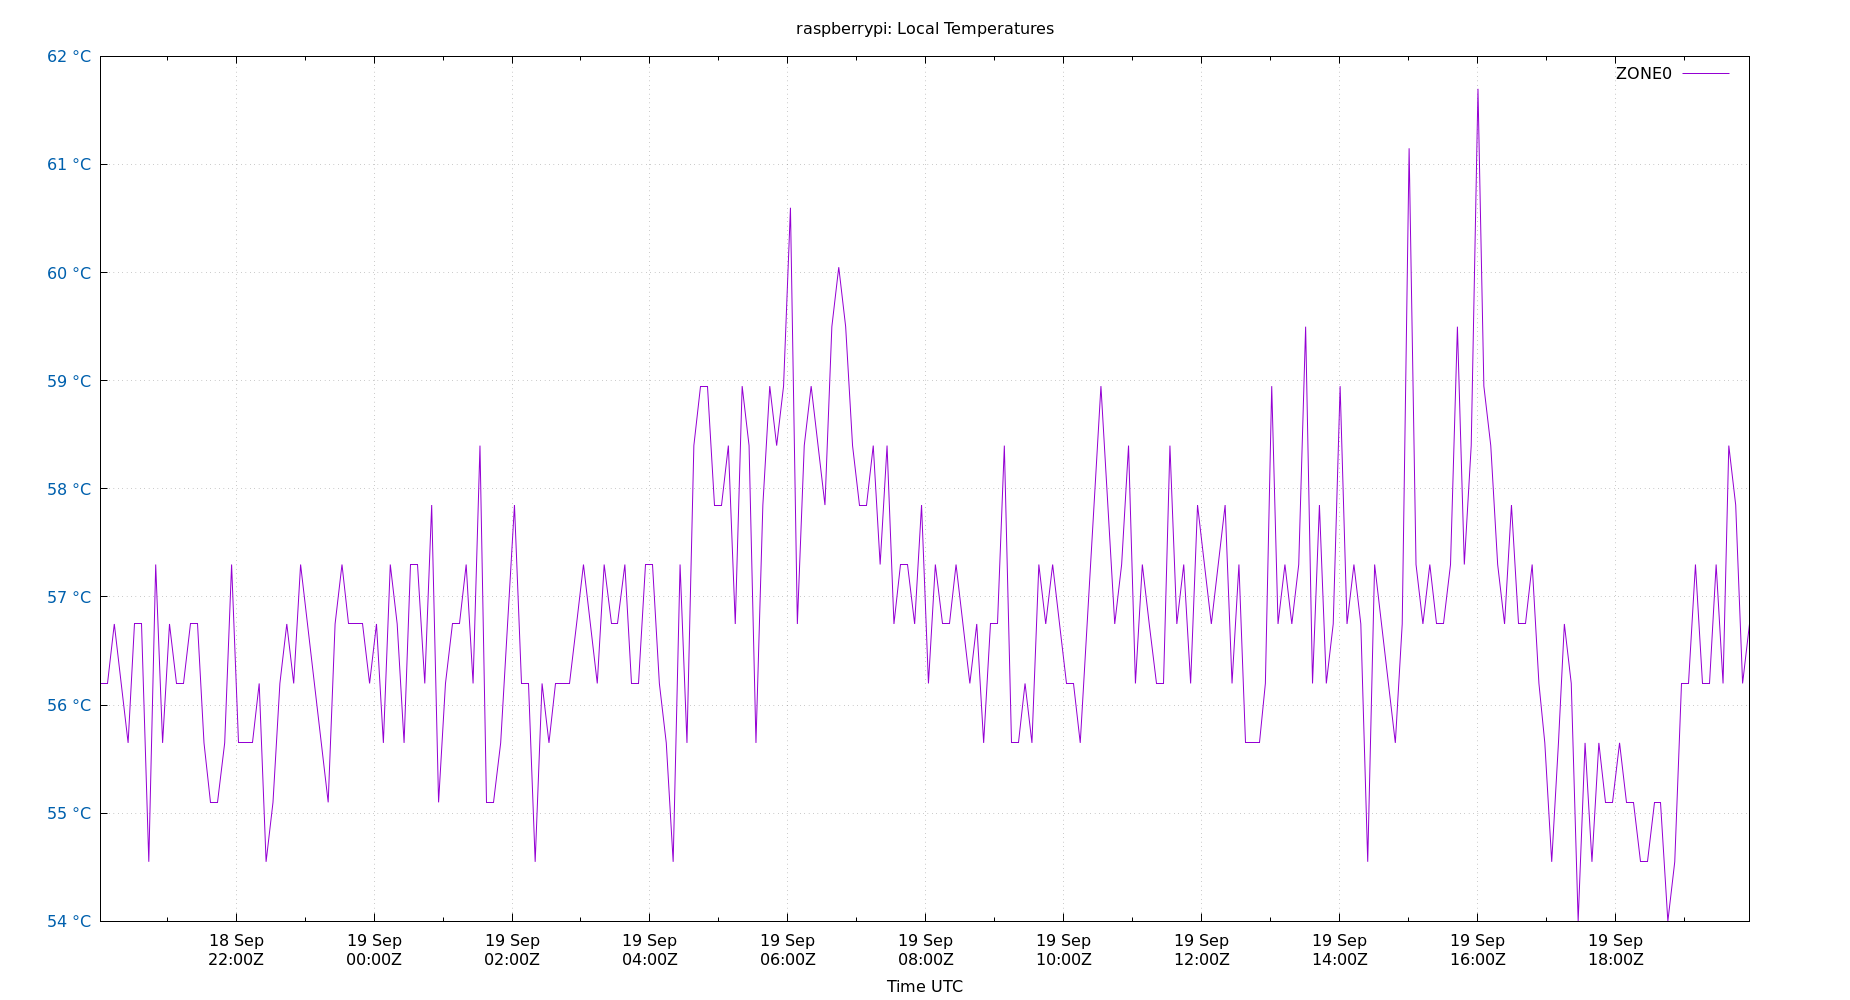 raspberrypi: Local Temperatures
62 °C
ZONE0
61 °C
60 °C
59 °C
58 °C
57 °C
56 °C
55 °C
54 °C
18 Sep 19 Sep 19 Sep 19 Sep 19 Sep 19 Sep 19 Sep 19 Sep 19 Sep 19 Sep 19 Sep
22:00Z 00:00Z 02:00Z 04:00Z 06:00Z 08:00Z 10:00Z 12:00Z 14:00Z 16:00Z 18:00Z
Time UTC